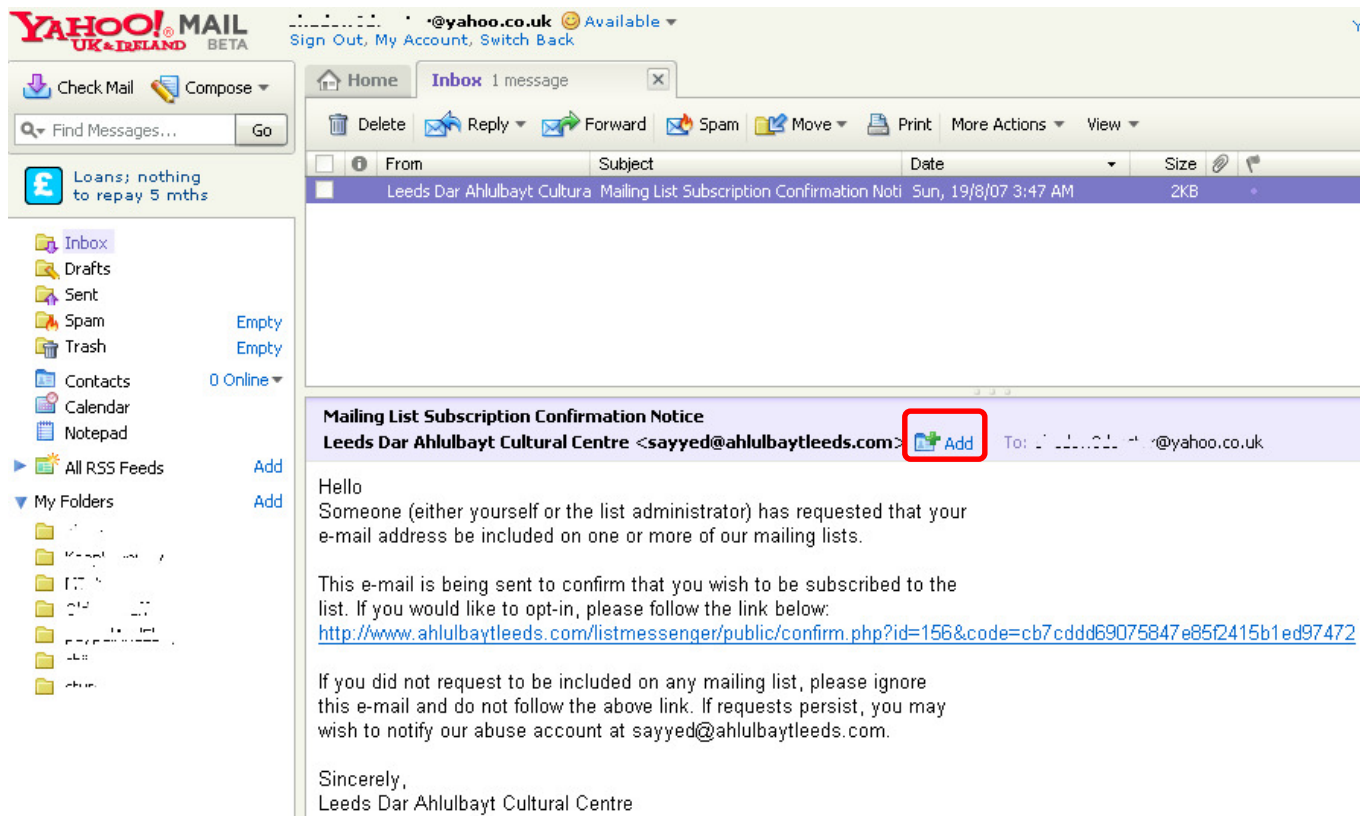 YAHOO! MAIL
UK & IRELAND BETA
@yahoo.co.uk Available
Sign Out, My Account, Switch Back
Check Mail Compose
Find Messages... Go
Loans; nothing
to repay 5 mths
Inbox
Drafts
Sent
Spam Empty
Trash Empty
Contacts 0 Online
Calendar
Notepad
All RSS Feeds Add
My Folders Add
Home Inbox 1 message
Delete Reply Forward Spam Move Print More Actions View
From Subject Date Size
Leeds Dar Ahlulbayt Cultura Mailing List Subscription Confirmation Noti Sun, 19/8/07 3:47 AM 2KB
Mailing List Subscription Confirmation Notice
Leeds Dar Ahlulbayt Cultural Centre <sayyed@ahlulbaytleeds.com> Add To: @yahoo.co.uk
Hello
Someone (either yourself or the list administrator) has requested that your
e-mail address be included on one or more of our mailing lists.
This e-mail is being sent to confirm that you wish to be subscribed to the
list. If you would like to opt-in, please follow the link below:
http://www.ahlulbaytleeds.com/listmessenger/public/confirm.php?id=156&code=cb7cddd69075847e85f2415b1ed97472
If you did not request to be included on any mailing list, please ignore
this e-mail and do not follow the above link. If requests persist, you may
wish to notify our abuse account at sayyed@ahlulbaytleeds.com.
Sincerely,
Leeds Dar Ahlulbayt Cultural Centre